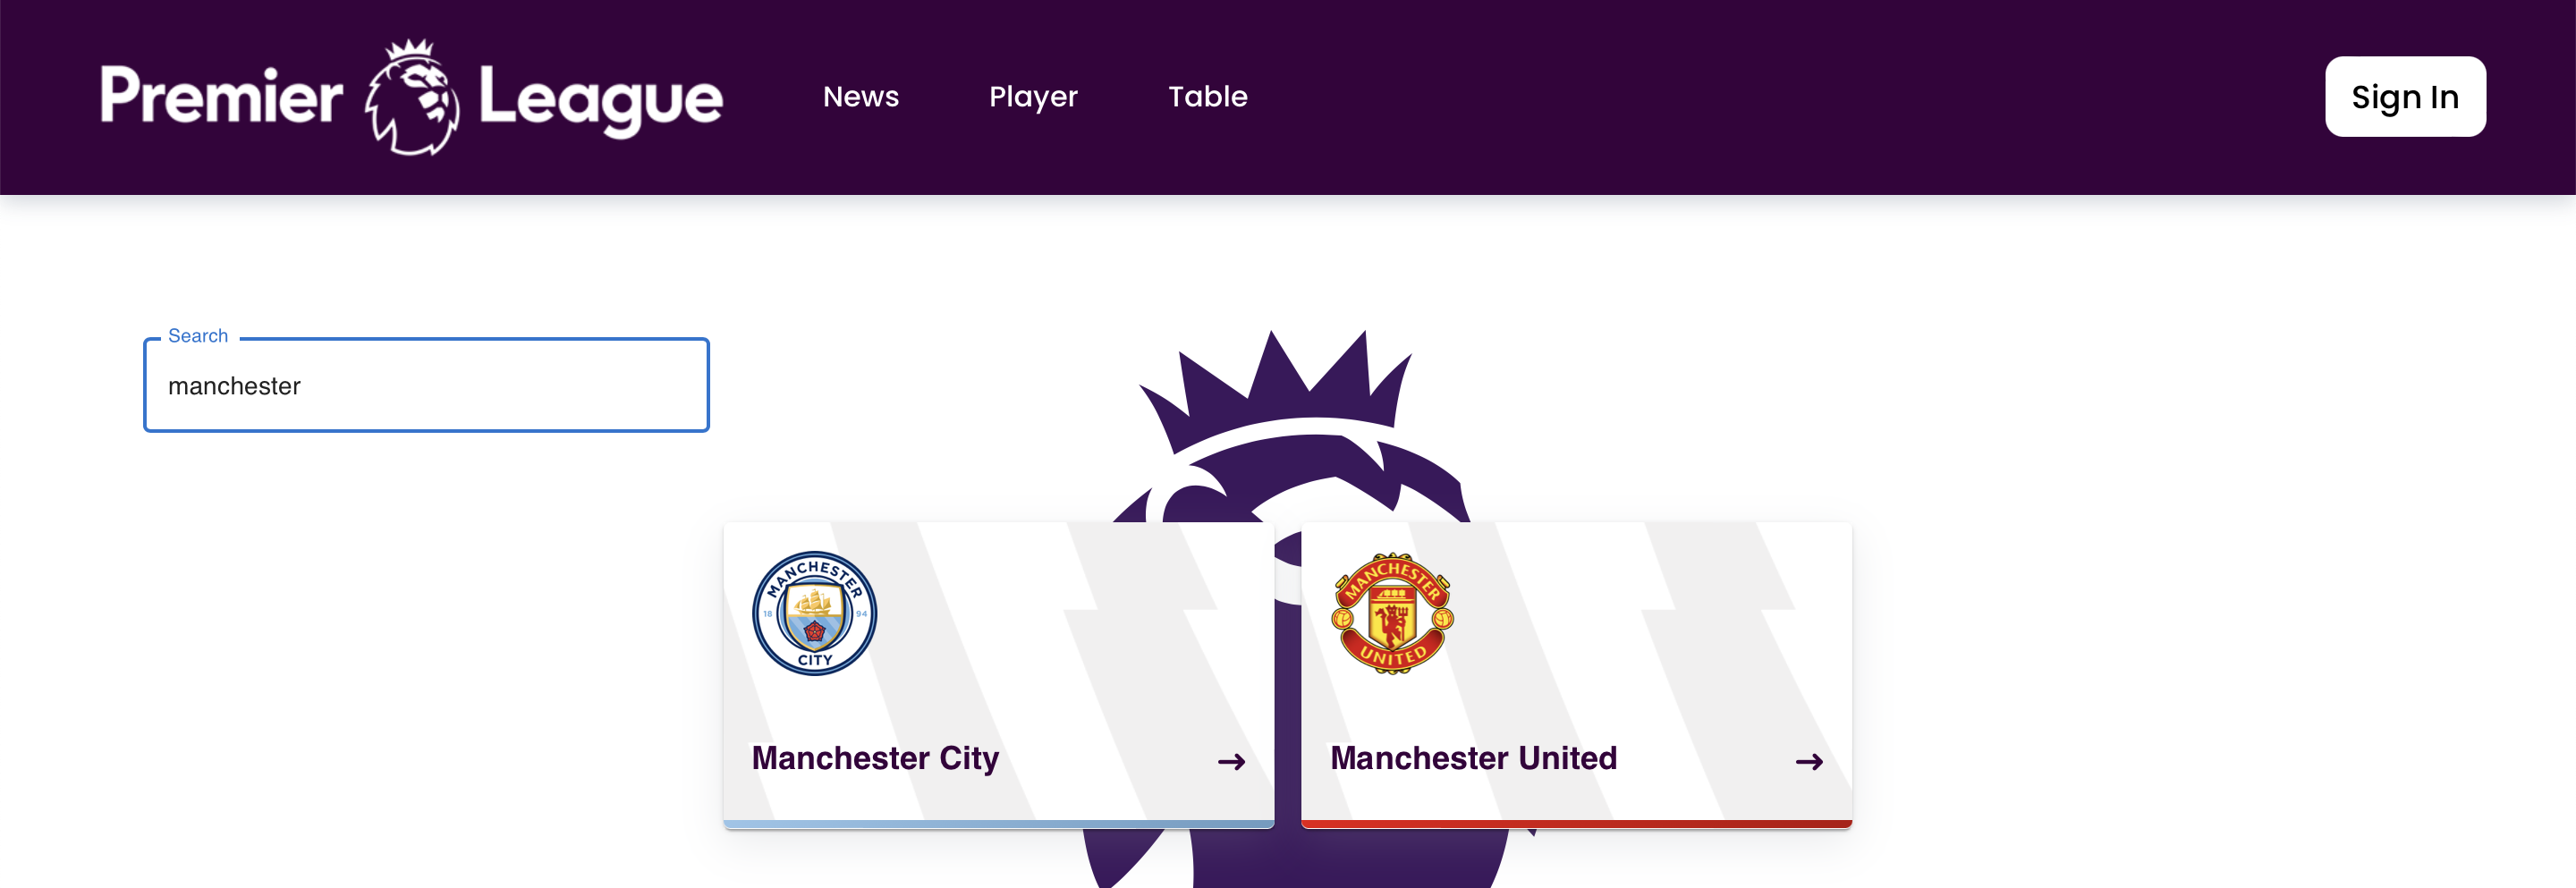 Premier League
News
Player
Table
Sign In
Search
manchester
MANCHESTER
18 94
CITY
MANCHESTER
UNITED
Manchester City →
Manchester United →